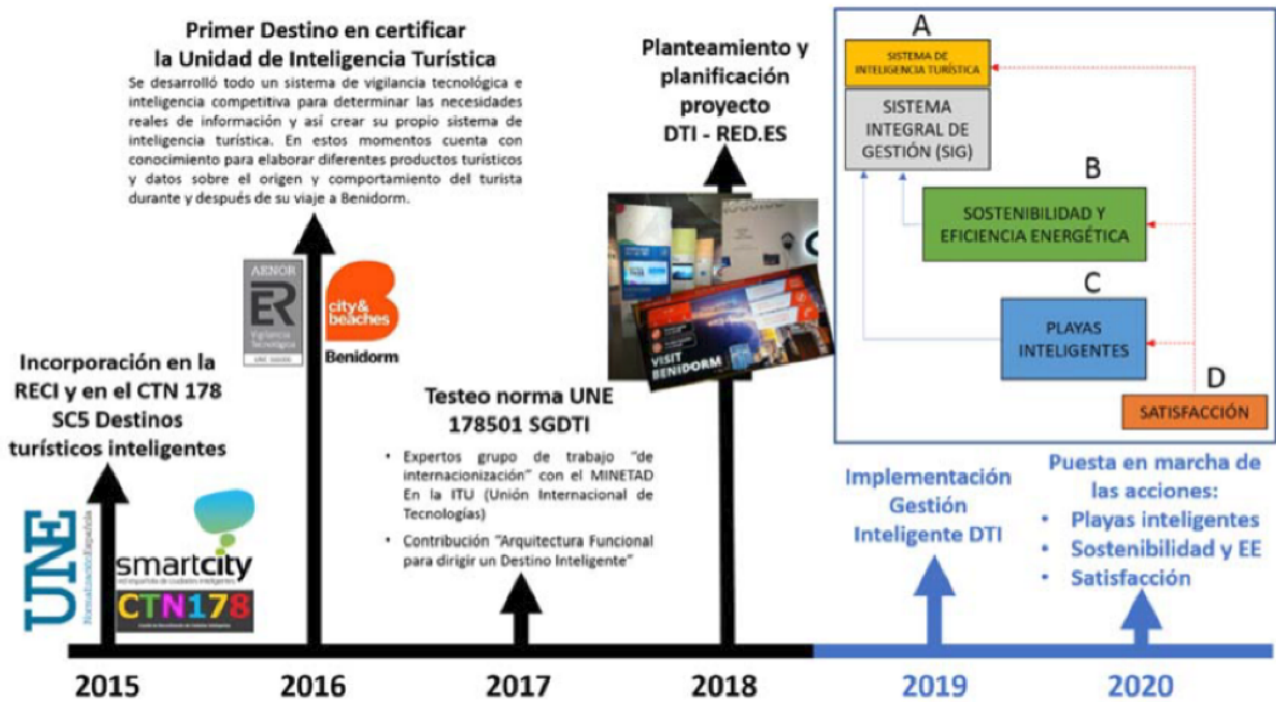 Primer Destino en certificar
la Unidad de Inteligencia Turística
Se desarrolló todo un sistema de vigilancia tecnológica e
inteligencia competitiva para determinar las necesidades
reales de información y así crear su propio sistema de
inteligencia turística. En estos momentos cuenta con
conocimiento para elaborar diferentes productos turísticos
y datos sobre el origen y comportamiento del turista
durante y después de su viaje a Benidorm.
Planteamiento y
planificación
proyecto
DTI - RED.ES
A
SISTEMA DE
INTELIGENCIA TURÍSTICA
SISTEMA
INTEGRAL DE
GESTIÓN (SIG)
B
SOSTENIBILIDAD Y
EFICIENCIA ENERGÉTICA
C
PLAYAS
INTELIGENTES
D
SATISFACCIÓN
AENOR
ER
Vigilancia
Tecnológica
city&
beaches
Benidorm
VISIT
BENIDORM
Incorporación en la
RECI y en el CTN 178
SC5 Destinos
turísticos inteligentes
UNE
Normalización Española
smartcity
red española de ciudades inteligentes
CTN178
Testeo norma UNE
178501 SGDTI
• Expertos grupo de trabajo "de
internacionización" con el MINETAD
En la ITU (Unión Internacional de
Tecnologías)
• Contribución "Arquitectura Funcional
para dirigir un Destino Inteligente"
Implementación
Gestión
Inteligente DTI
Puesta en marcha de
las acciones:
• Playas inteligentes
• Sostenibilidad y EE
• Satisfacción
2015
2016
2017
2018
2019
2020